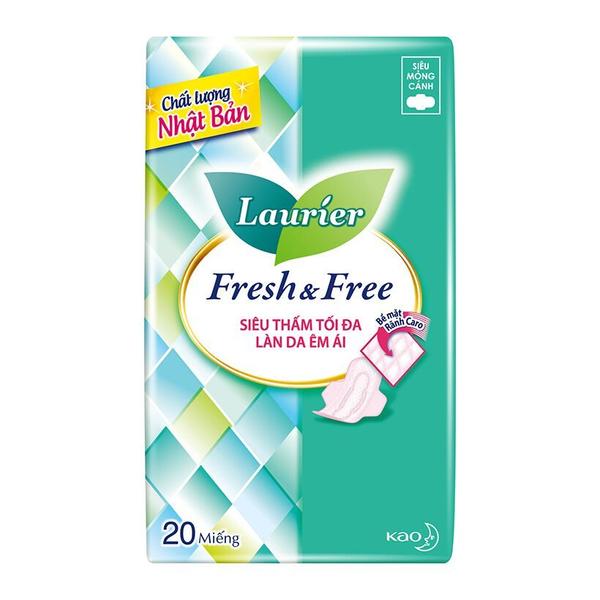 Chất lượng
Nhật Bản
SIÊU
MỎNG
CÁNH
Laurier
Fresh & Free
SIÊU THẤM TỐI ĐA
LÀN DA ÊM ÁI
Bề mặt
Rãnh Caro
20 Miếng
Kao